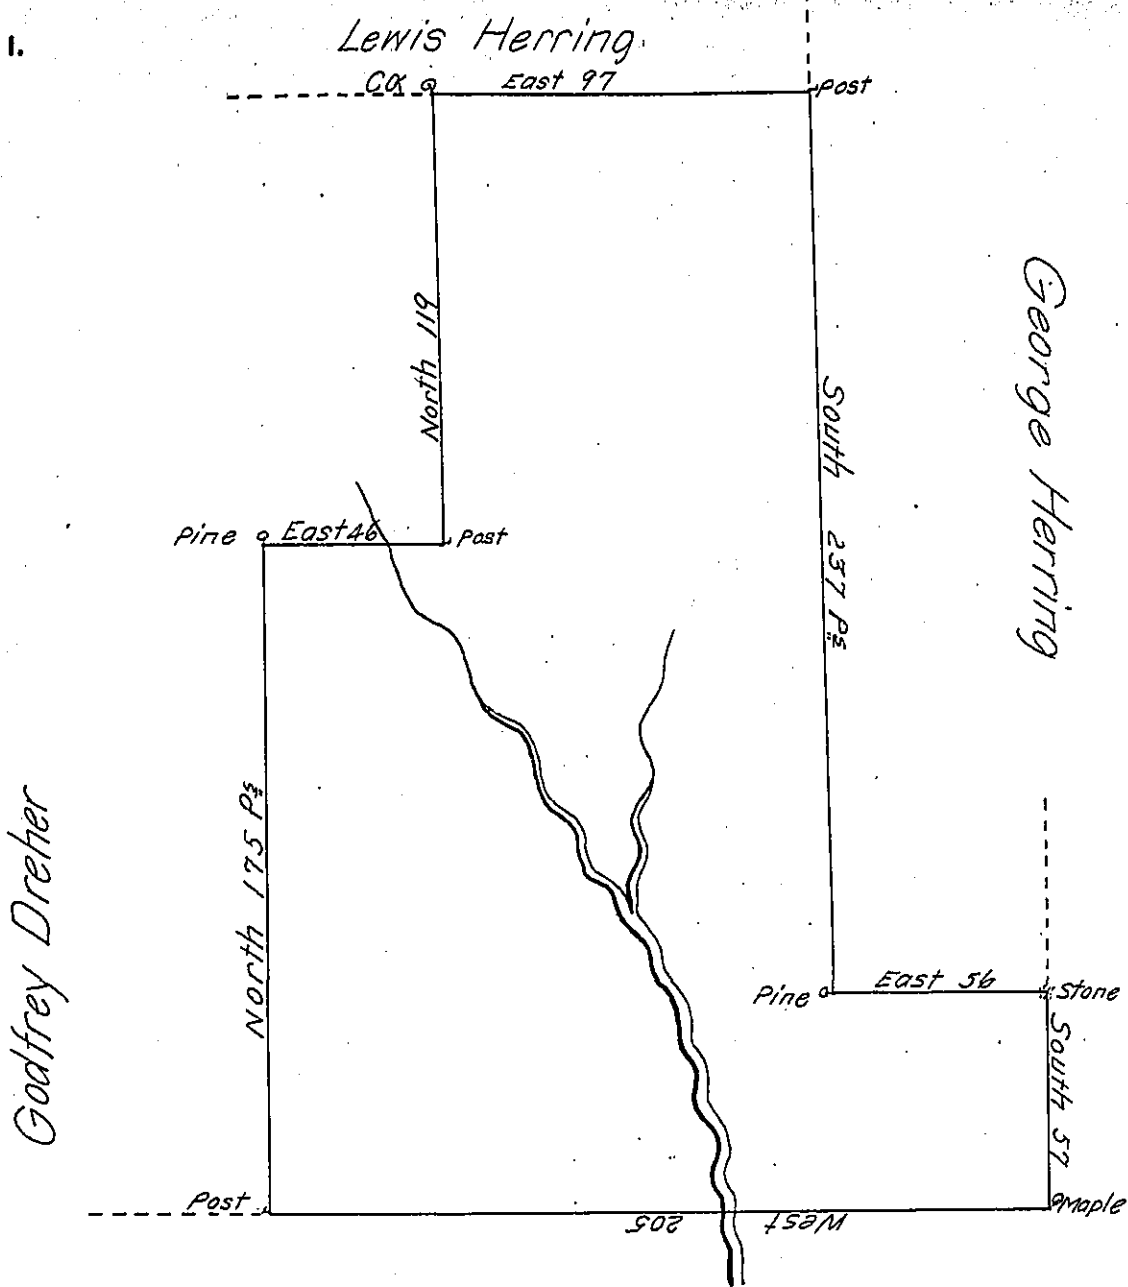 1.
Lewis Herring
East 97
Post
North 119
George Herring
South 237 Ps
Pine
East 46
Post
Godfrey Dreher
North 175 Ps
Pine
East 56
Stone
South 57
Post
West 205
Maple